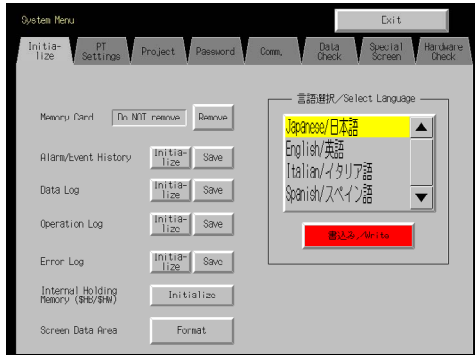 System Menu
Exit
Initia-
lize
PT
Settings
Project
Password
Comm.
Data
Check
Special
Screen
Hardware
Check
Memory Card
Do NOT remove
Remove
Alarm/Event History
Initia-
lize
Save
Data Log
Initia-
lize
Save
Operation Log
Initia-
lize
Save
Error Log
Initia-
lize
Save
Internal Holding
Memory ($HB/$HW)
Initialize
Screen Data Area
Format
言語選択/Select Language
Japanese/日本語
English/英語
Italian/イタリア語
Spanish/スペイン語
書込み/Write